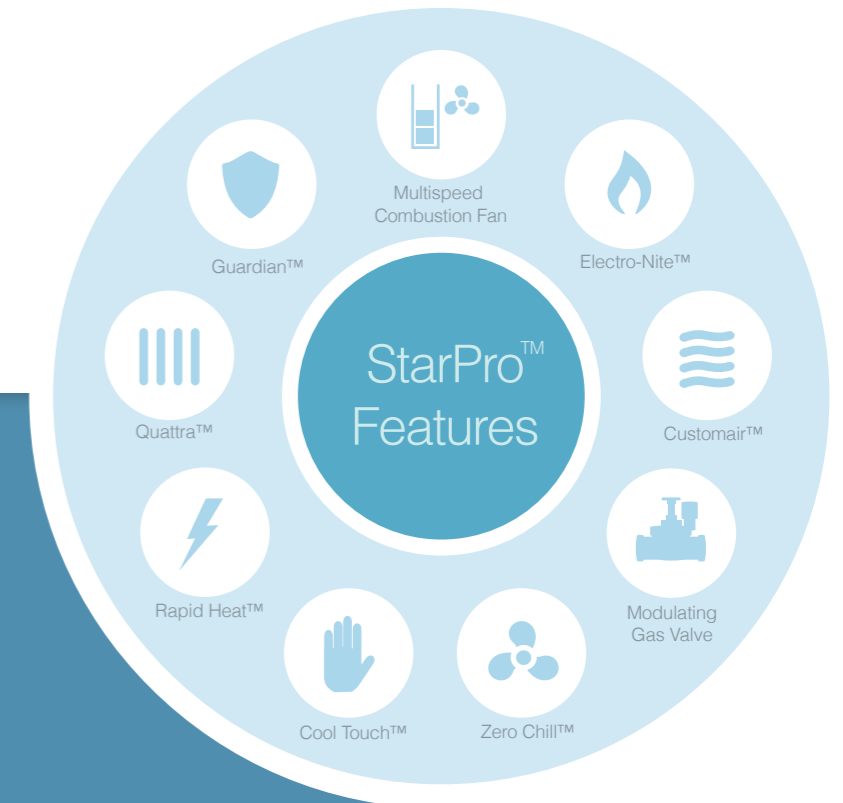 StarPro™
Features
Multispeed
Combustion Fan
Electro-Nite™
Customair™
Modulating
Gas Valve
Zero Chill™
Cool Touch™
Rapid Heat™
Quattra™
Guardian™